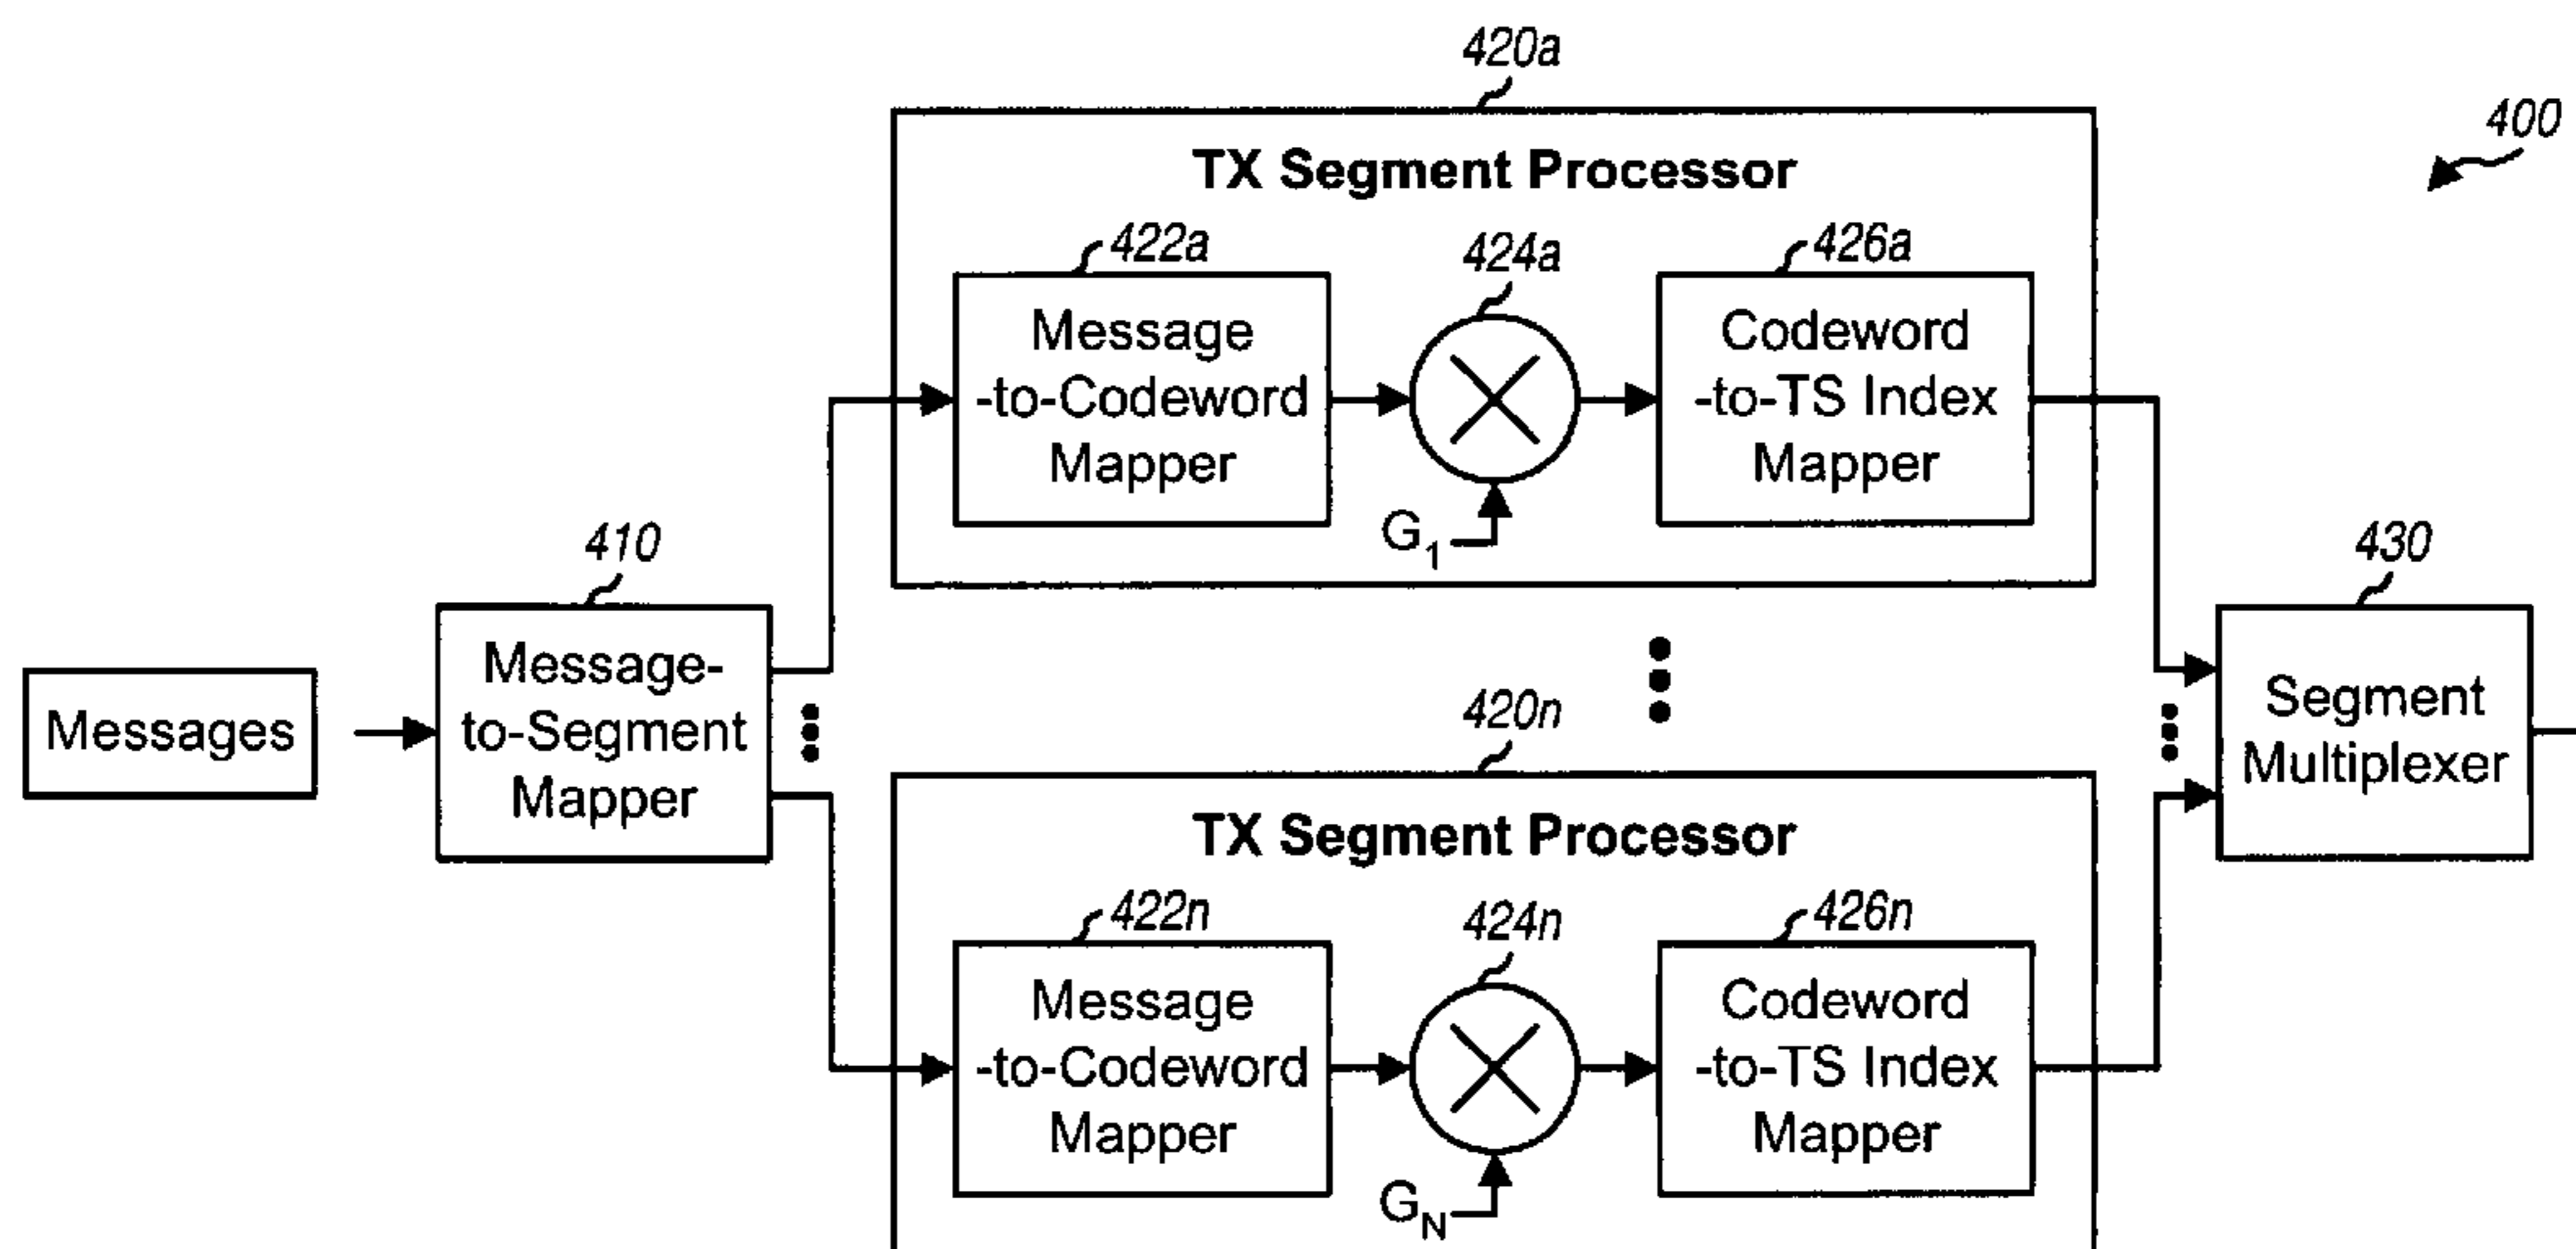 400
Messages
410
Message-
to-Segment
Mapper
420a
TX Segment Processor
422a
Message
-to-Codeword
Mapper
424a
G1
426a
Codeword
-to-TS Index
Mapper
420n
TX Segment Processor
422n
Message
-to-Codeword
Mapper
424n
GN
426n
Codeword
-to-TS Index
Mapper
430
Segment
Multiplexer